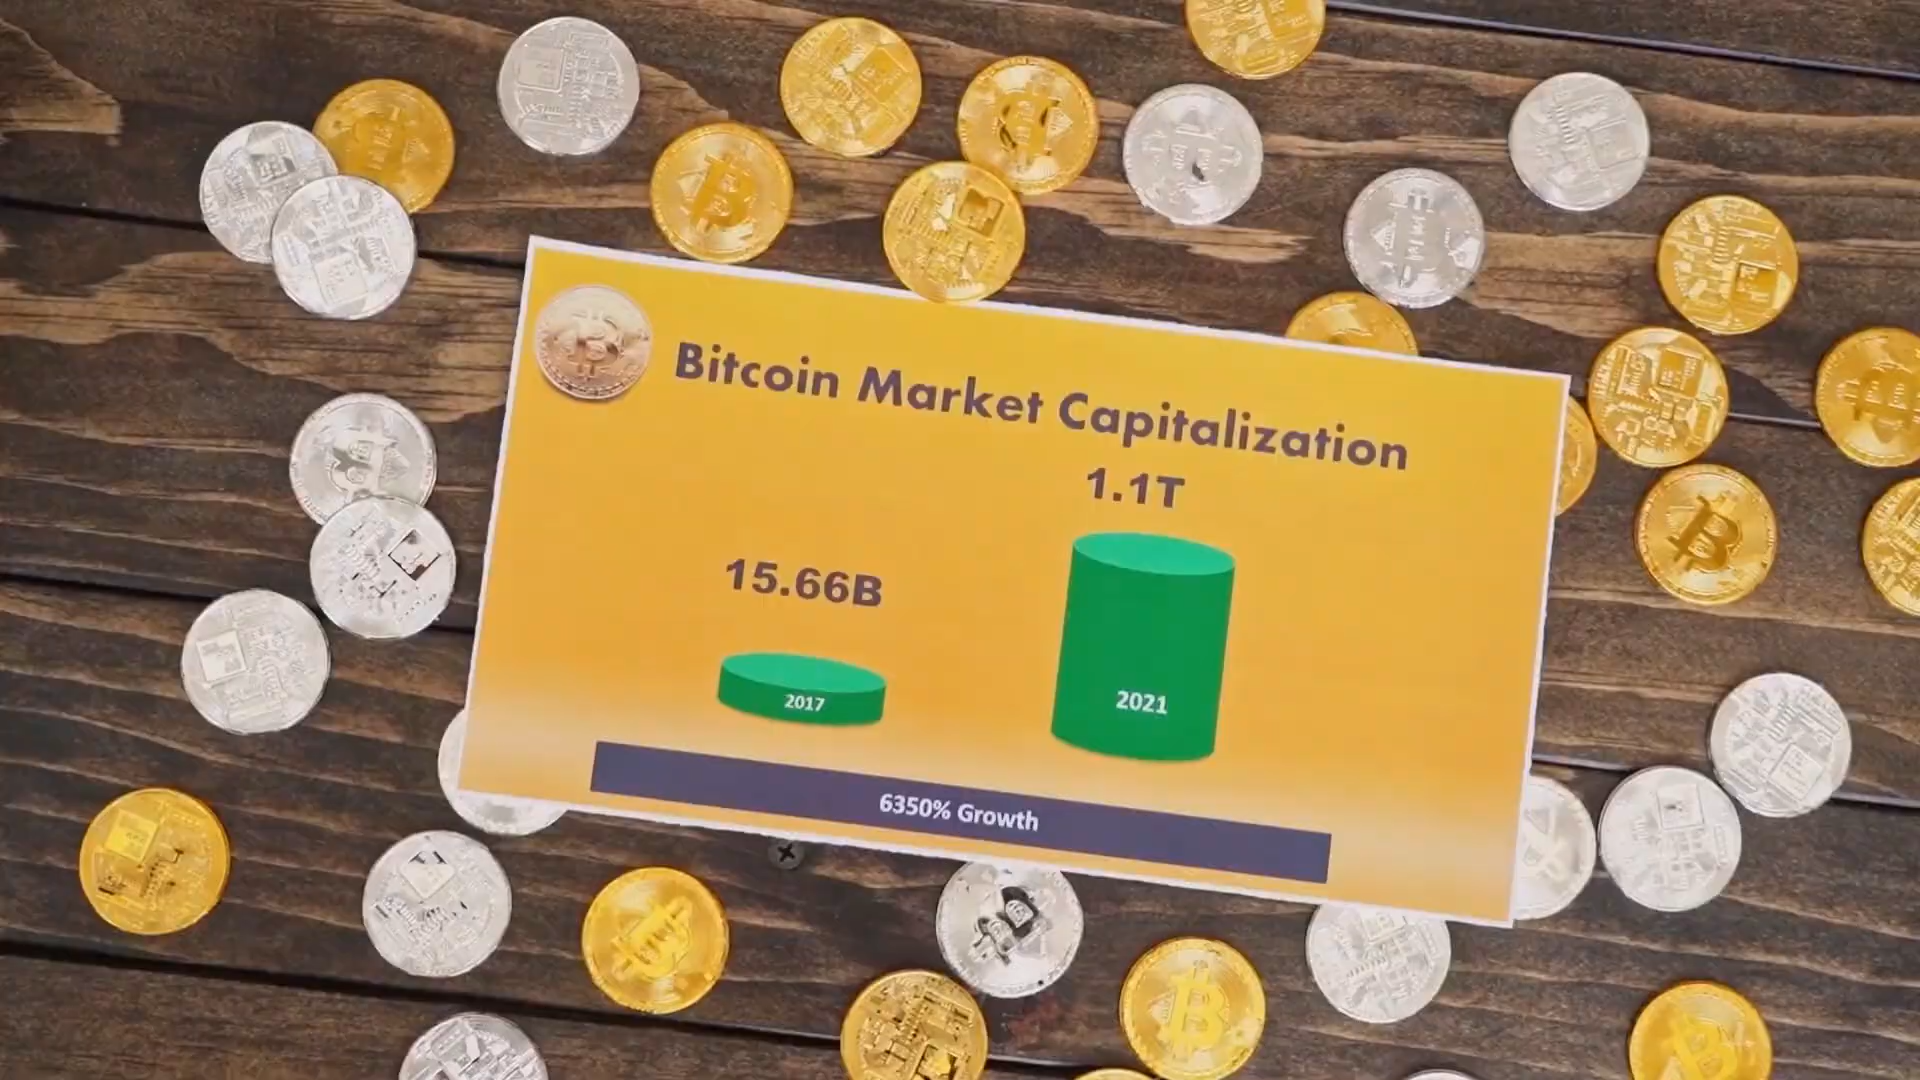 Bitcoin Market Capitalization
1.1T
15.66B
2017
2021
6350% Growth